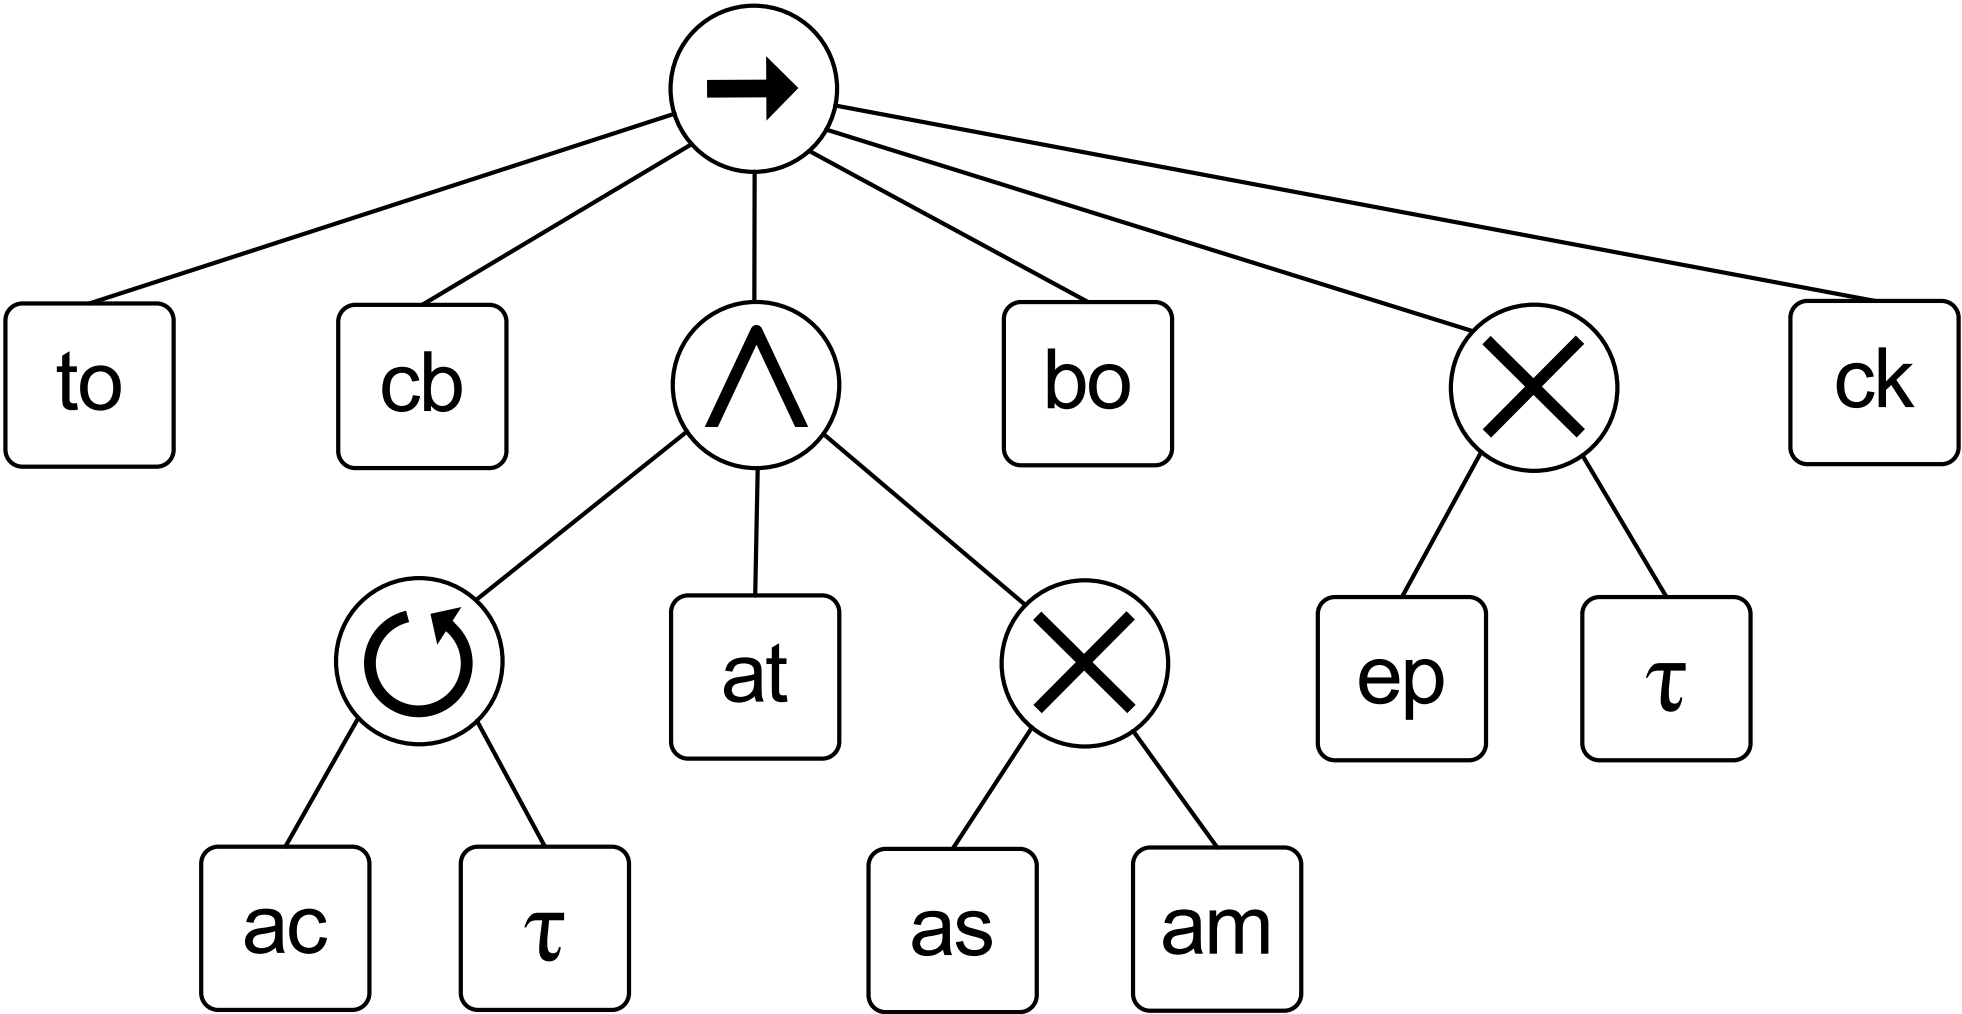 to cb bo ck
at ep τ
ac τ as am